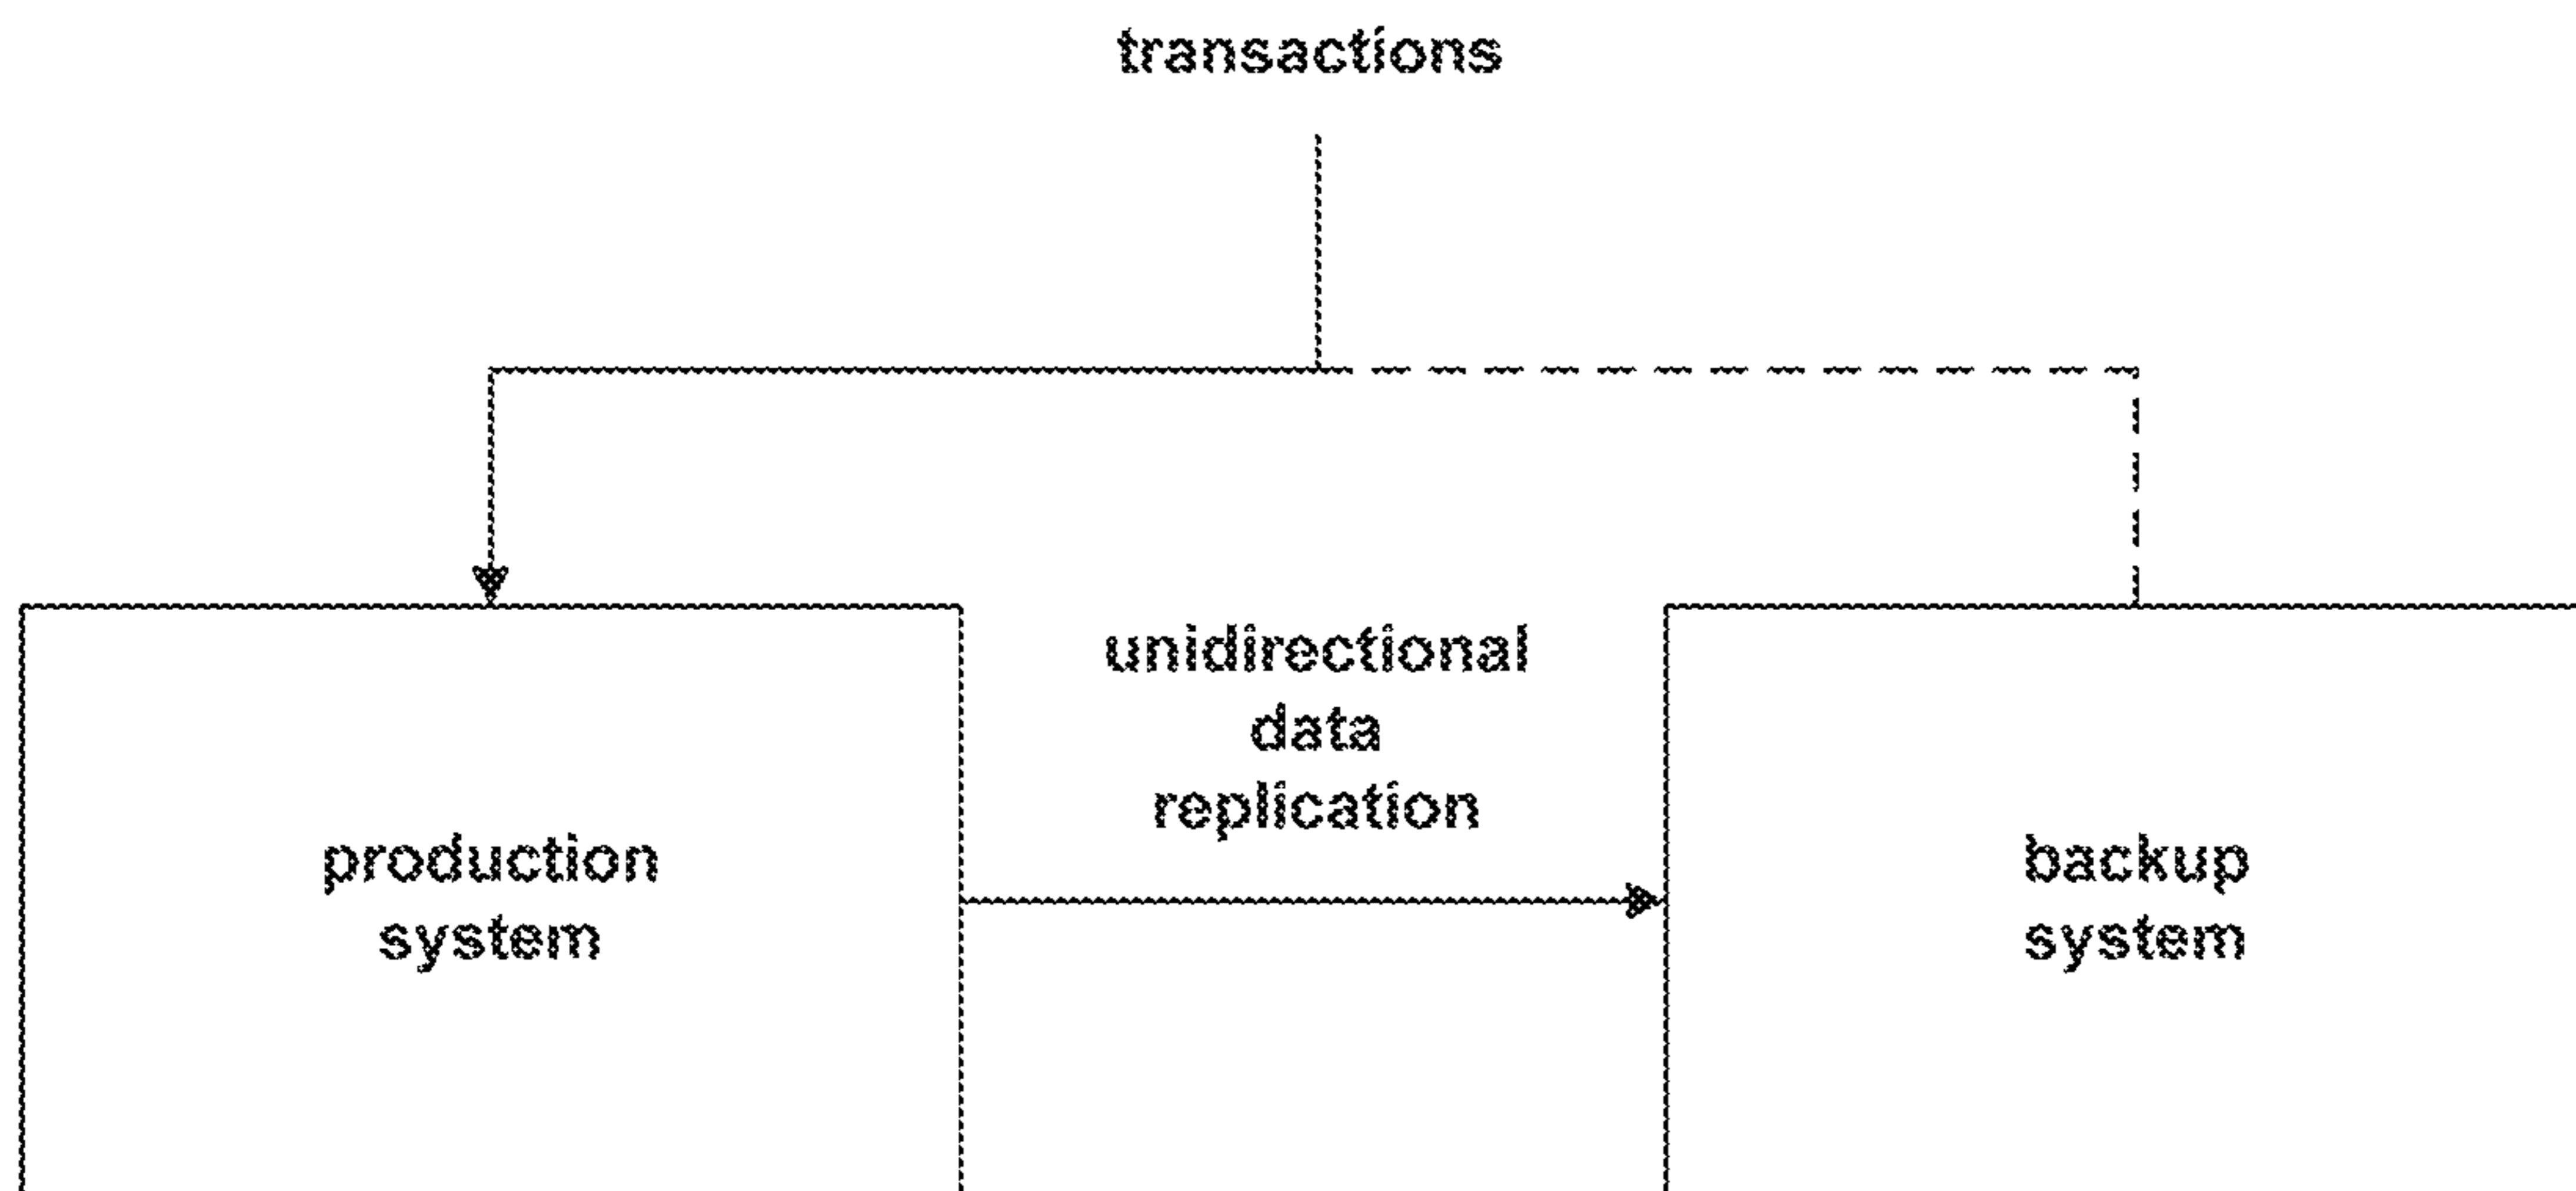 transactions
unidirectional
data
replication
production
system
backup
system